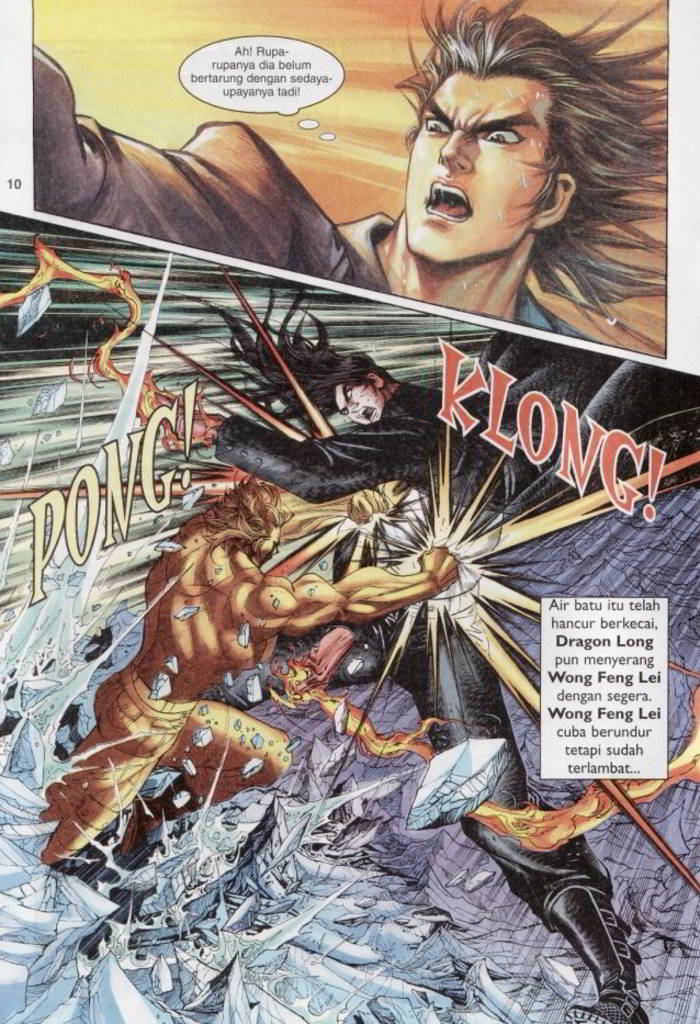 Ah! Rupa-
rupanya dia belum
bertarung dengan sedaya-
upayanya tadi!
10
PONG!
KLONG!
Air batu itu telah
hancur berkecai,
Dragon Long
pun menyerang
Wong Feng Lei
dengan segera.
Wong Feng Lei
cuba berundur
tetapi sudah
terlambat...